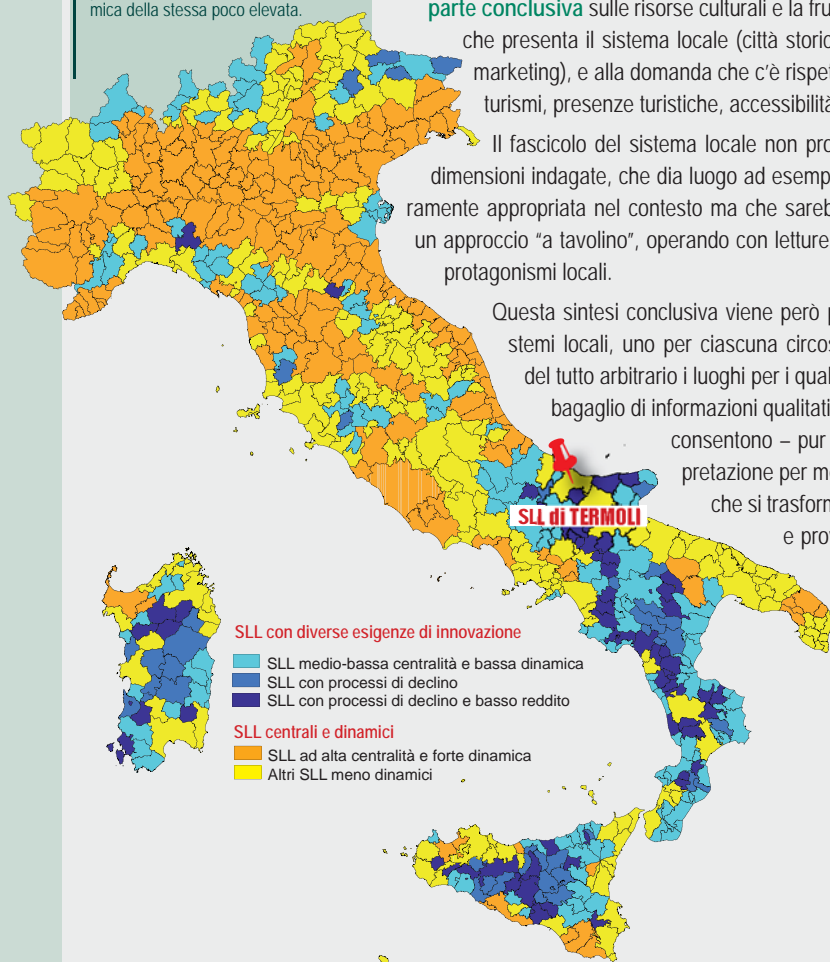 mica della stessa poco elevata.
parte conclusiva sulle risorse culturali e la fru
che presenta il sistema locale (città storic
marketing), e alla domanda che c'è rispet
turismi, presenze turistiche, accessibilità
Il fascicolo del sistema locale non pro
dimensioni indagate, che dia luogo ad esemp
ramente appropriata nel contesto ma che sareb
un approccio “a tavolino”, operando con letture
protagonismi locali.
Questa sintesi conclusiva viene però p
stemi locali, uno per ciascuna circos
del tutto arbitrario i luoghi per i qual
bagaglio di informazioni qualitati
consentono – pur
pretazione per me
che si trasforn
e prov
SLL di TERMOLI
SLL con diverse esigenze di innovazione
SLL medio-bassa centralità e bassa dinamica
SLL con processi di declino
SLL con processi di declino e basso reddito
SLL centrali e dinamici
SLL ad alta centralità e forte dinamica
Altri SLL meno dinamici